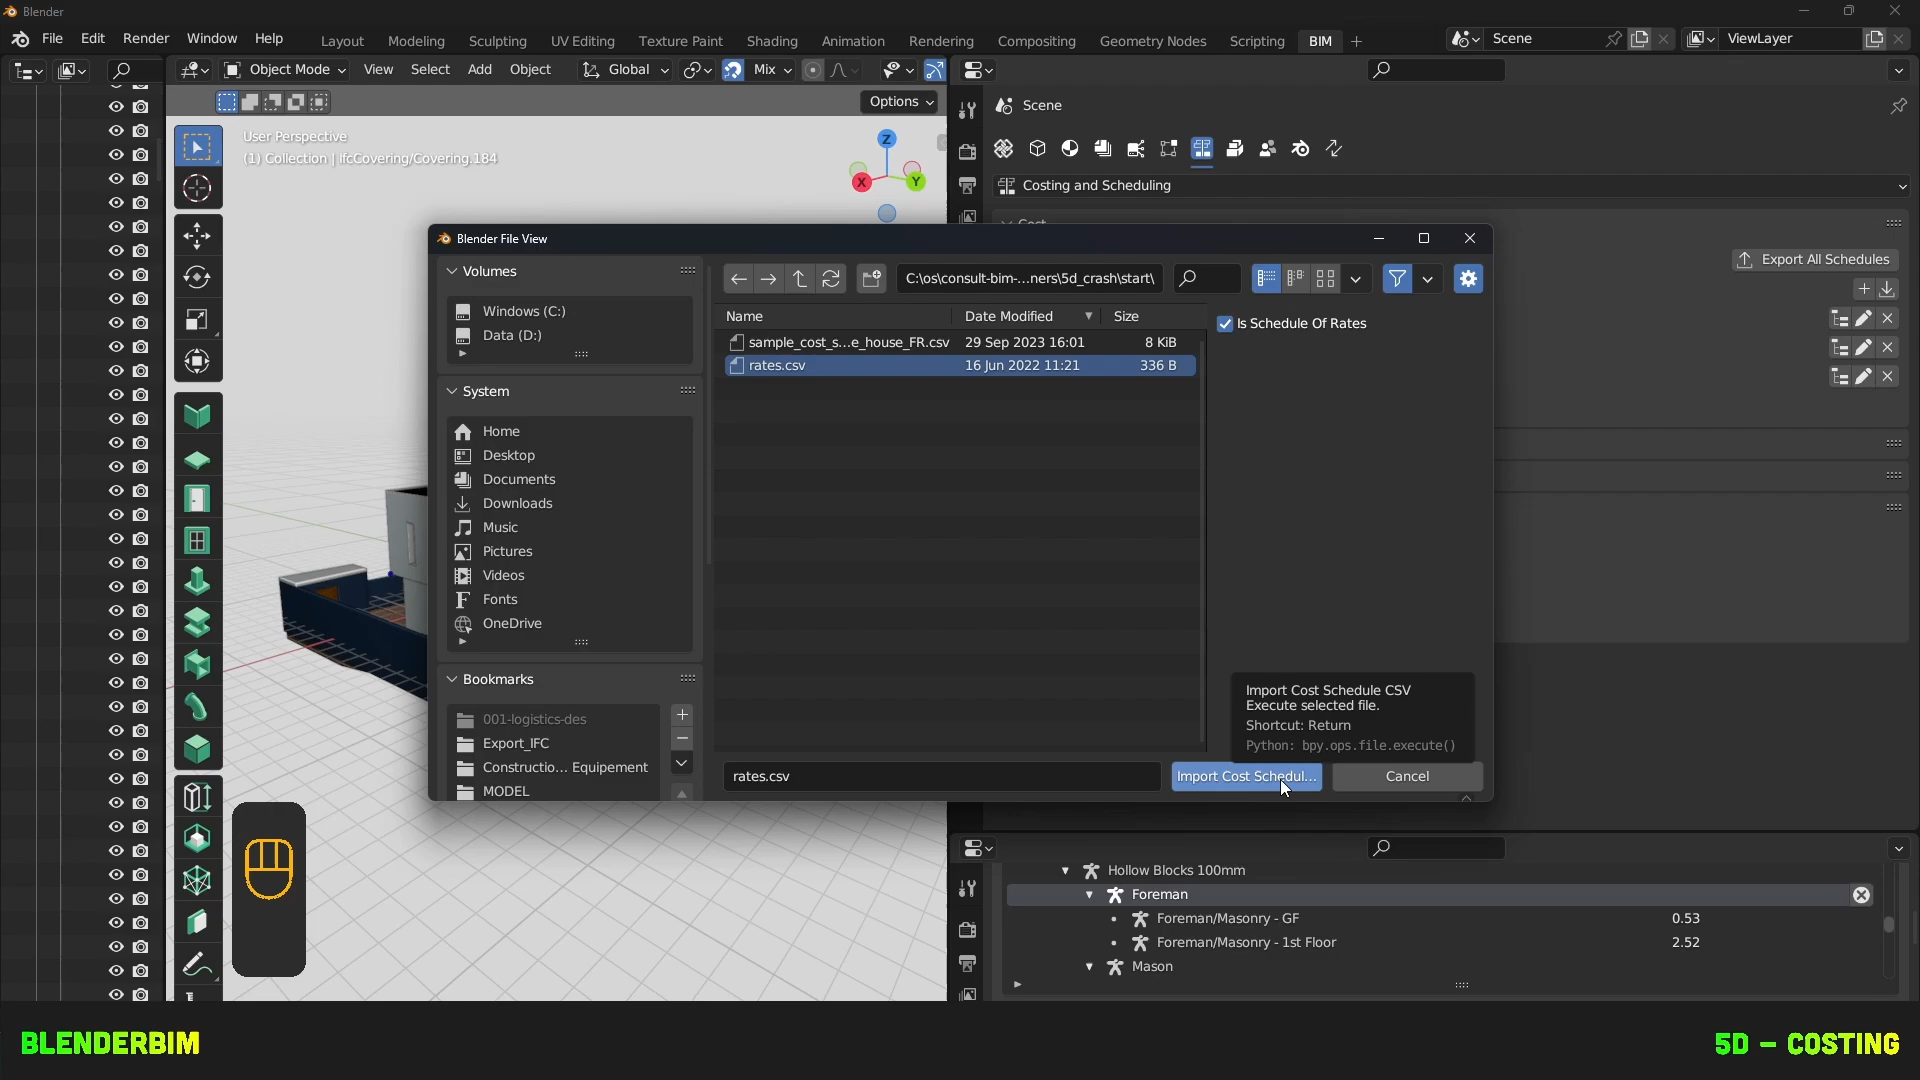 Blender
File Edit Render Window Help
Layout Modeling Sculpting UV Editing Texture Paint Shading Animation Rendering Compositing Geometry Nodes Scripting BIM
Scene
ViewLayer
Object Mode View Select Add Object Global Mix
Options
User Perspective
(1) Collection | IfcCovering/Covering.184
Z
X
Y
Scene
Costing and Scheduling
Cost
Export All Schedules
Blender File View
Volumes
Windows (C:)
Data (D:)
System
Home
Desktop
Documents
Downloads
Music
Pictures
Videos
Fonts
OneDrive
Bookmarks
001-logistics-des
Export_IFC
Constructio... Equipement
MODEL
C:\os\consult-bim-...ners\5d_crash\start\
Name Date Modified Size
sample_cost_s...e_house_FR.csv 29 Sep 2023 16:01 8 KiB
rates.csv 16 Jun 2022 11:21 336 B
Is Schedule Of Rates
Import Cost Schedule CSV
Execute selected file.
Shortcut: Return
Python: bpy.ops.file.execute()
rates.csv
Import Cost Schedul...
Cancel
Hollow Blocks 100mm
Foreman
Foreman/Masonry - GF 0.53
Foreman/Masonry - 1st Floor 2.52
Mason
BLENDERBIM
5D - COSTING